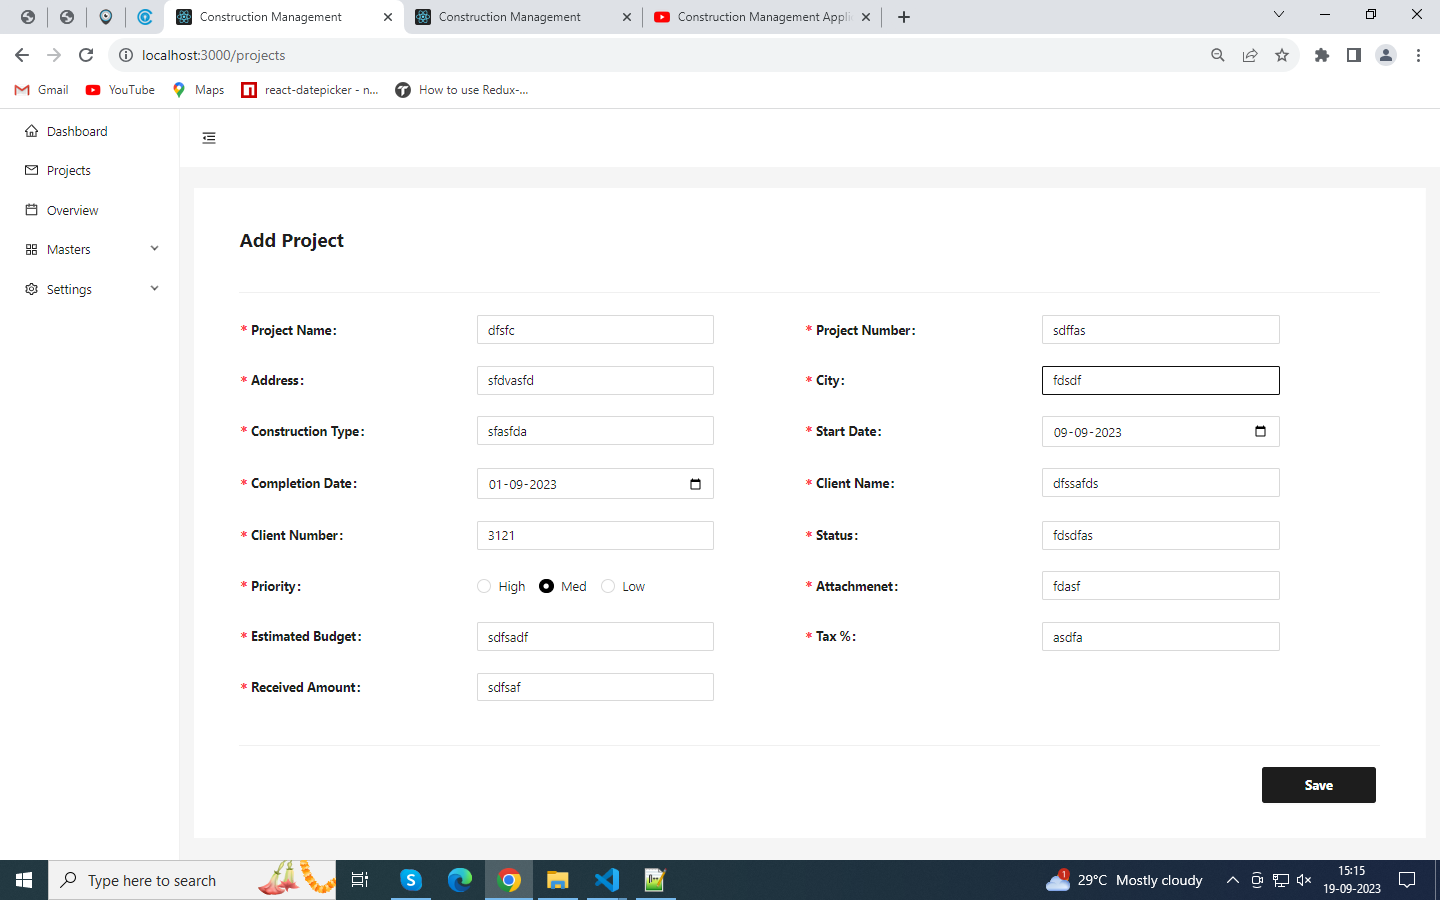 Construction Management
Construction Management
Construction Management Appli
localhost:3000/projects
Gmail
YouTube
Maps
react-datepicker - n...
How to use Redux-...
Dashboard
Projects
Overview
Masters
Settings
Add Project
* Project Name: dfsfc
* Project Number: sdffas
* Address: sfdvasfd
* City: fdsdf
* Construction Type: sfasfda
* Start Date: 09-09-2023
* Completion Date: 01-09-2023
* Client Name: dfssafds
* Client Number: 3121
* Status: fdsdfas
* Priority: High Med Low
* Attachmenet: fdasf
* Estimated Budget: sdfsadf
* Tax %: asdfa
* Received Amount: sdfsaf
Save
Type here to search
1
29°C Mostly cloudy
15:15
19-09-2023